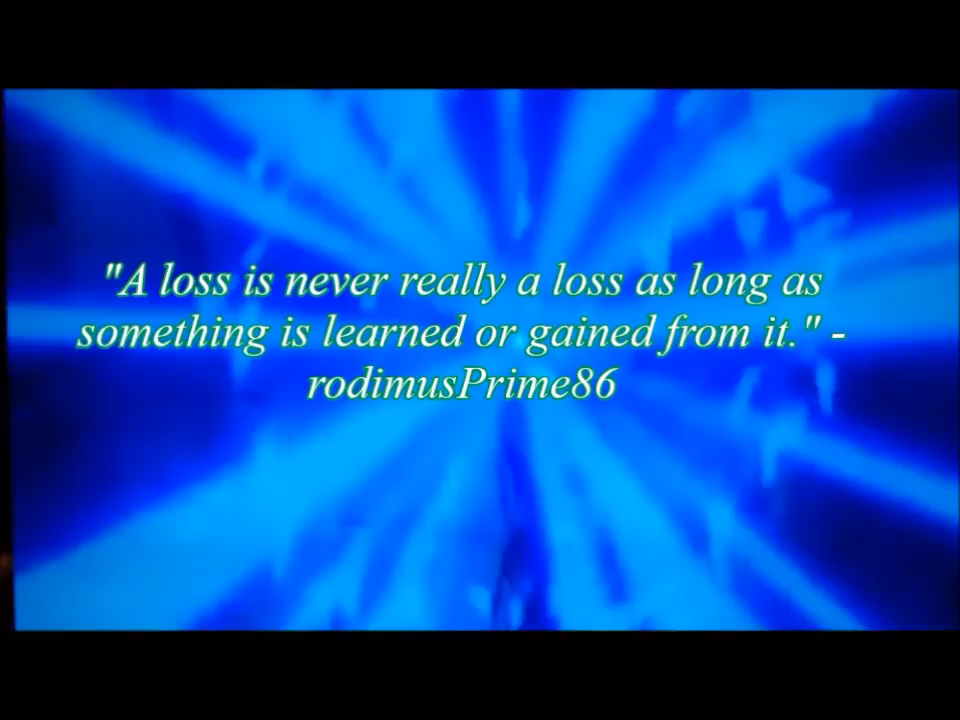 "A loss is never really a loss as long as
something is learned or gained from it." -
rodimusPrime86